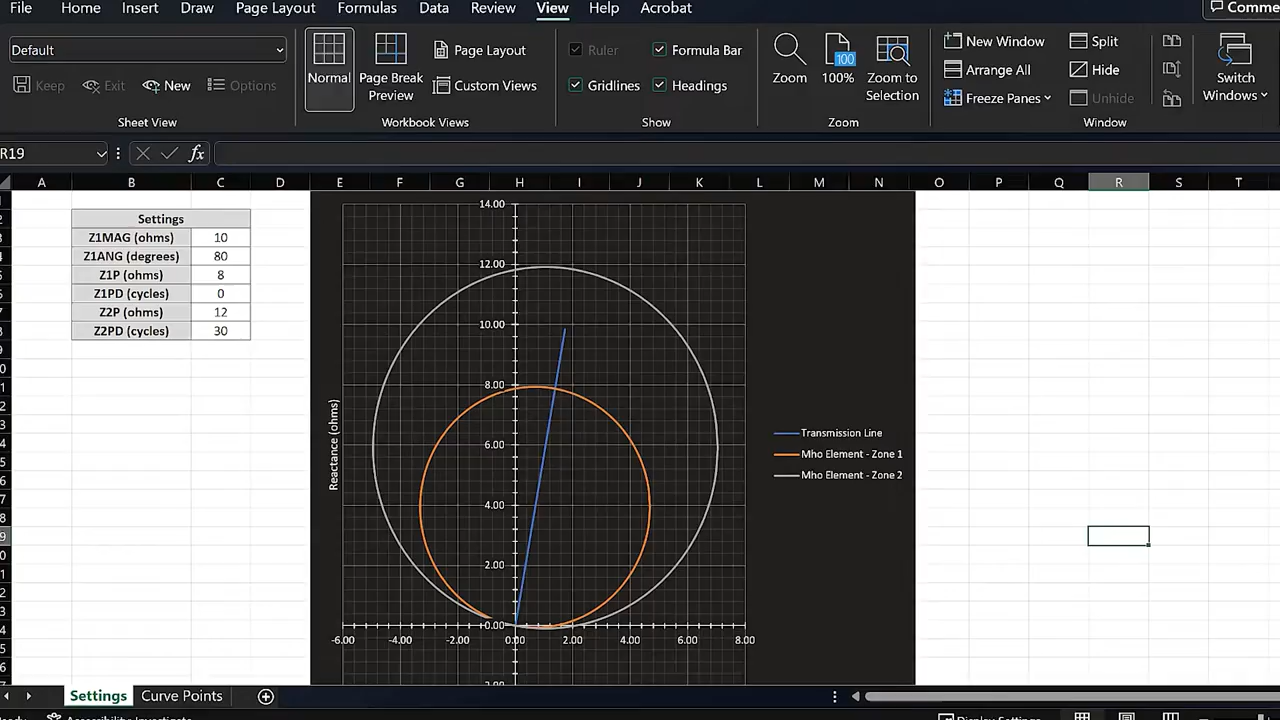 File Home Insert Draw Page Layout Formulas Data Review View Help Acrobat Comme
Default
Keep Exit New Options
Sheet View
Normal
Page Break
Preview
Page Layout
Custom Views
Workbook Views
Ruler Formula Bar
Gridlines Headings
Show
Zoom
100
100%
Zoom to
Selection
Zoom
New Window
Arrange All
Freeze Panes
Split
Hide
Unhide
Switch
Windows
Window
R19 fx
A B C D E F G H I J K L M N O P Q R S T
Settings
Z1MAG (ohms) 10
Z1ANG (degrees) 80
Z1P (ohms) 8
Z1PD (cycles) 0
Z2P (ohms) 12
Z2PD (cycles) 30
14.00
12.00
10.00
8.00
6.00
4.00
2.00
0.00
Reactance (ohms)
-6.00 -4.00 -2.00 0.00 2.00 4.00 6.00 8.00
Transmission Line
Mho Element - Zone 1
Mho Element - Zone 2
Settings Curve Points